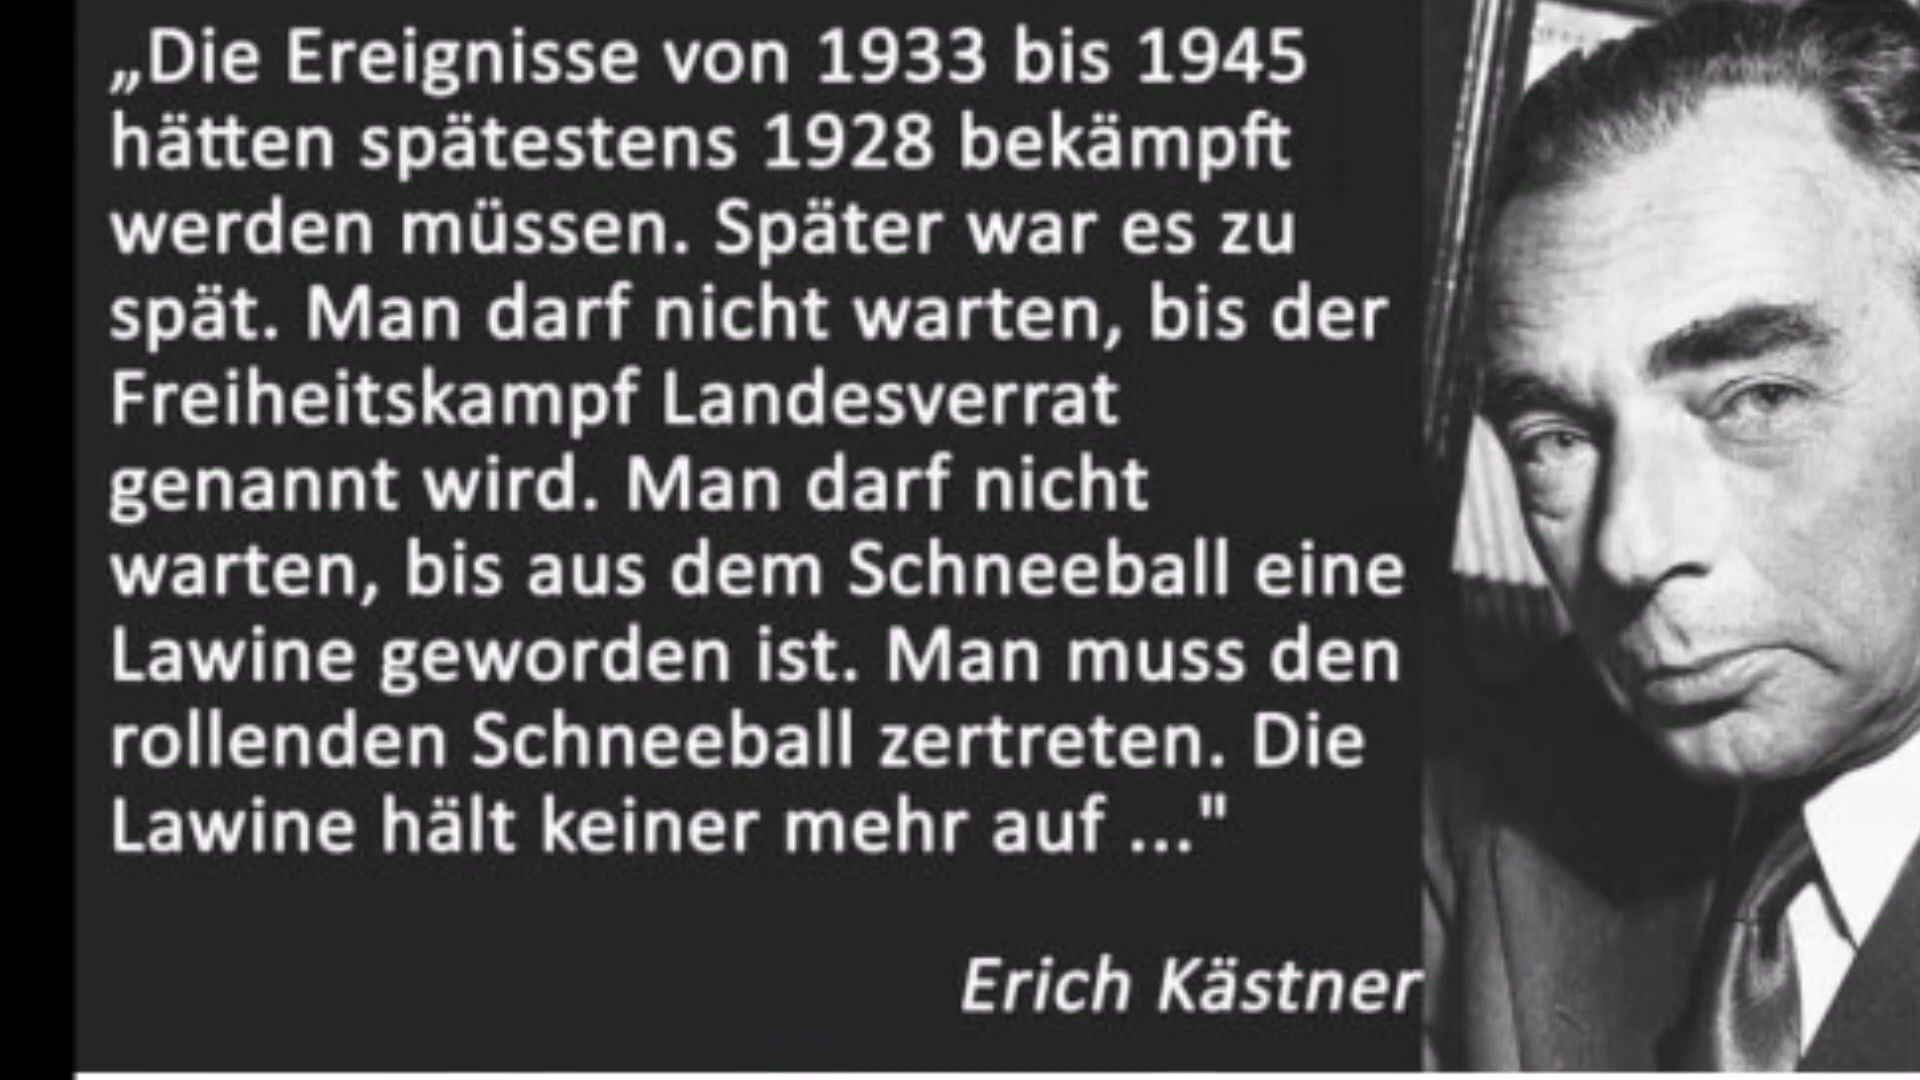 „Die Ereignisse von 1933 bis 1945
hätten spätestens 1928 bekämpft
werden müssen. Später war es zu
spät. Man darf nicht warten, bis der
Freiheitskampf Landesverrat
genannt wird. Man darf nicht
warten, bis aus dem Schneeball eine
Lawine geworden ist. Man muss den
rollenden Schneeball zertreten. Die
Lawine hält keiner mehr auf ..."
Erich Kästner